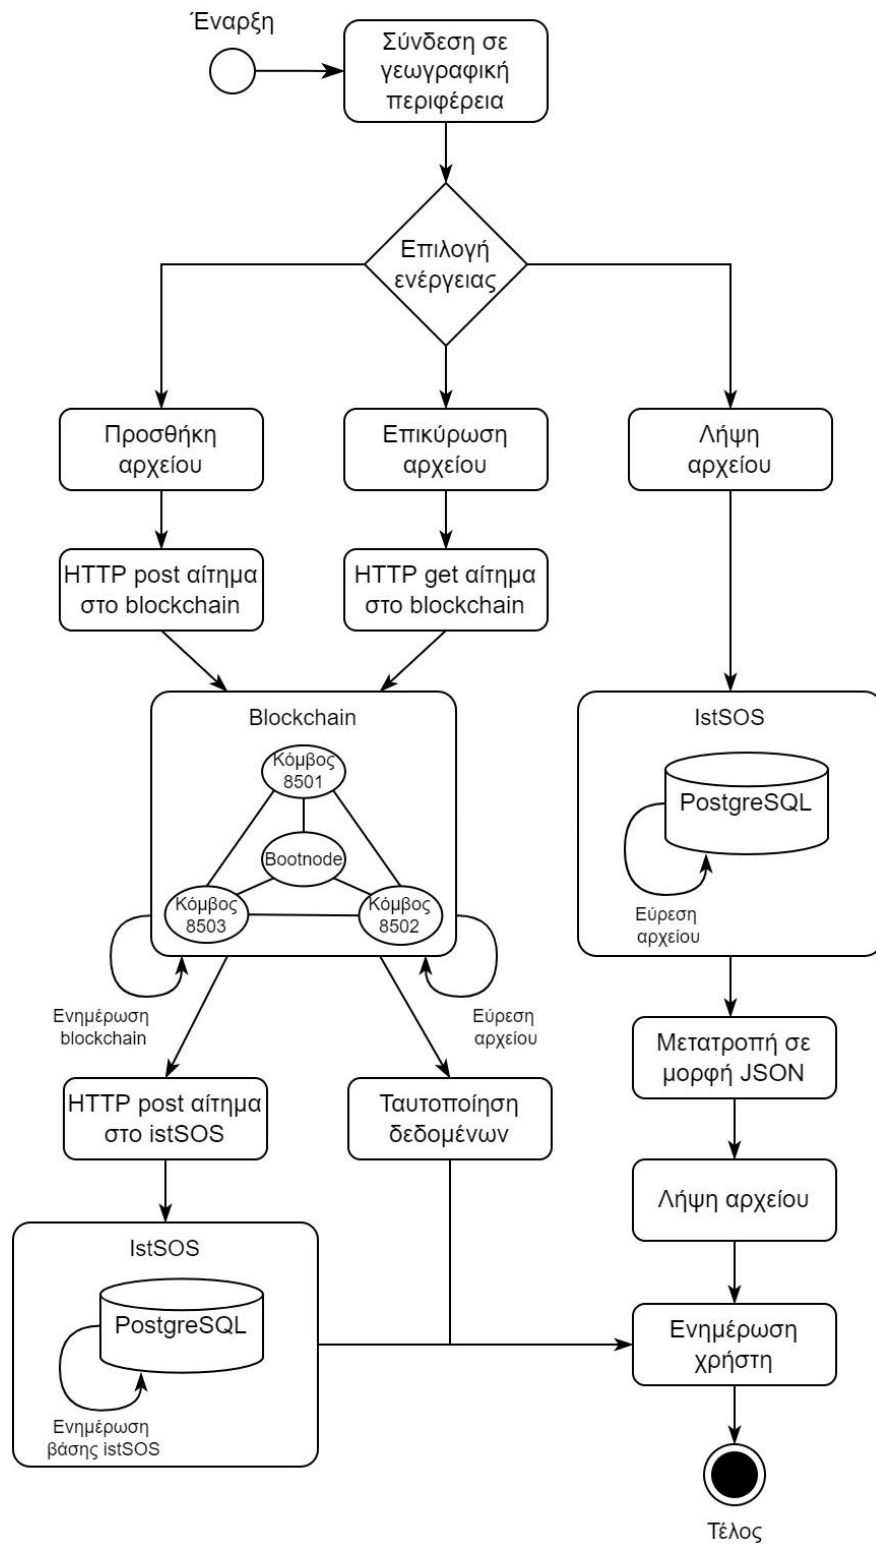 Έναρξη
Σύνδεση σε
γεωγραφική
περιφέρεια
Επιλογή
ενέργειας
Προσθήκη
αρχείου
Επικύρωση
αρχείου
Λήψη
αρχείου
HTTP post αίτημα
στο blockchain
HTTP get αίτημα
στο blockchain
Blockchain
Κόμβος
8501
Bootnode
Κόμβος
8503
Κόμβος
8502
Ενημέρωση
blockchain
Εύρεση
αρχείου
IstSOS
PostgreSQL
Εύρεση
αρχείου
HTTP post αίτημα
στο istSOS
Ταυτοποίηση
δεδομένων
Μετατροπή σε
μορφή JSON
Λήψη αρχείου
IstSOS
PostgreSQL
Ενημέρωση
βάσης istSOS
Ενημέρωση
χρήστη
Τέλος